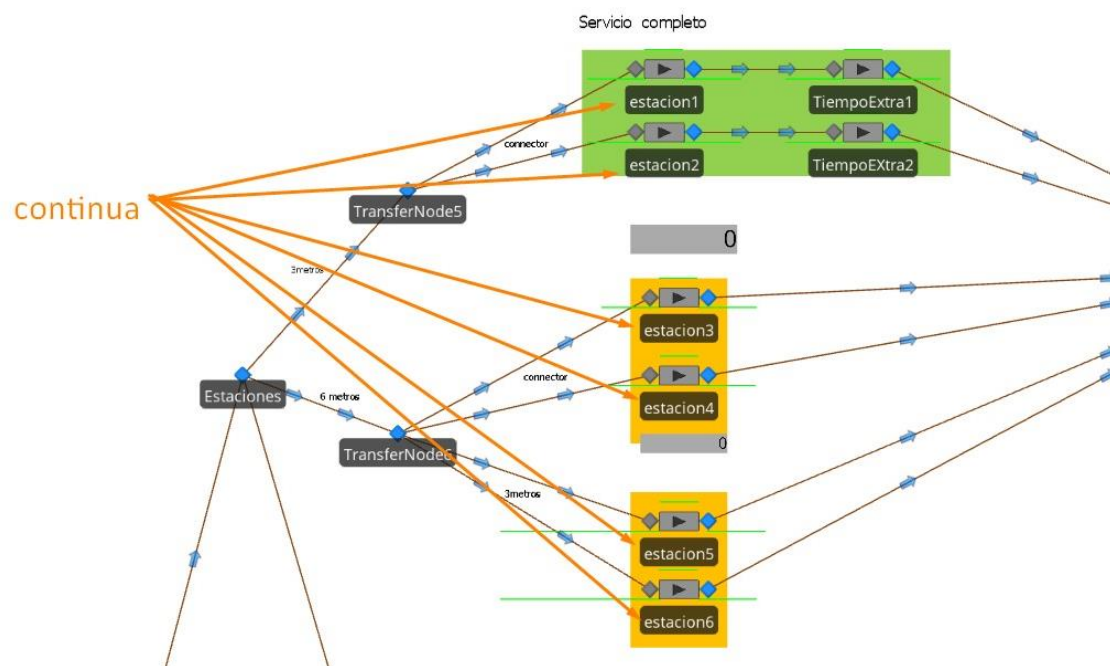 Servicio completo
estacion1
TiempoExtra1
connector
estacion2
TiempoEXtra2
continua
TransferNode5
0
3metros
estacion3
connector
Estaciones
6 metros
estacion4
0
TransferNode6
3metros
estacion5
estacion6